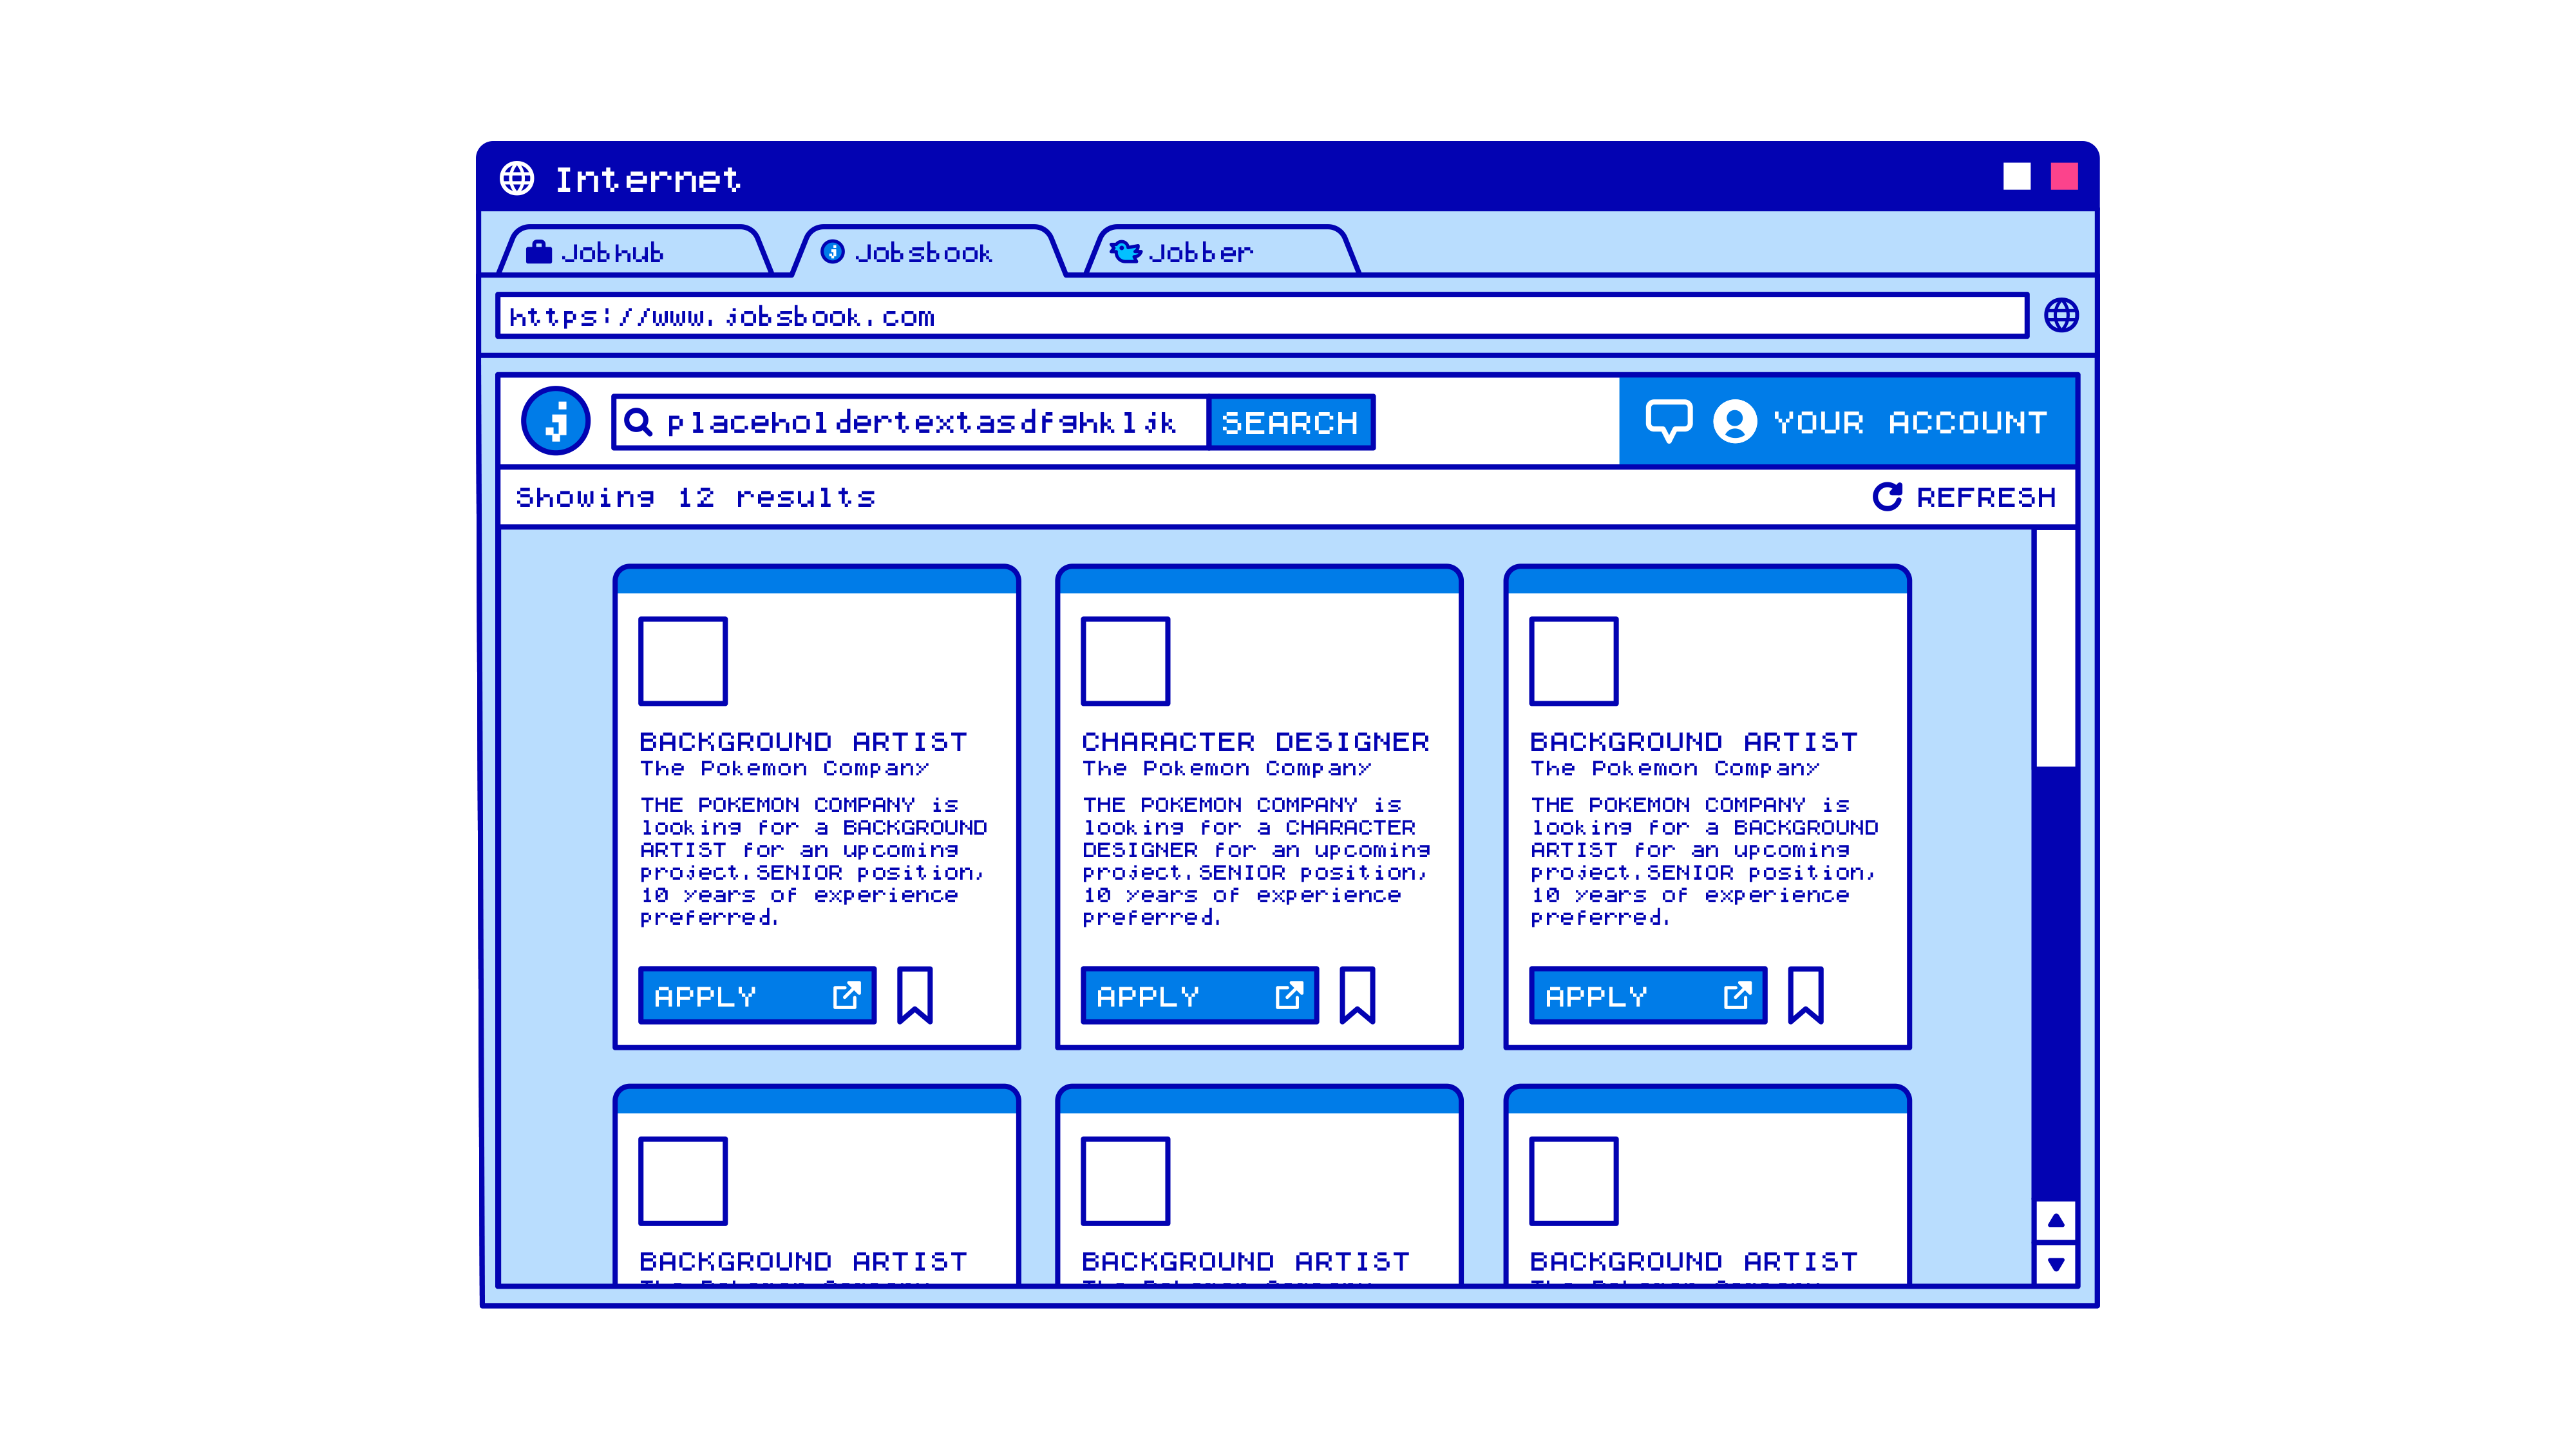 Internet
Jobhub
Jobsbook
Jobber
https://www.jobsbook.com
j
placeholdertextasdfghkljk
SEARCH
YOUR ACCOUNT
Showing 12 results
REFRESH
BACKGROUND ARTIST
The Pokemon Company
THE POKEMON COMPANY is
looking for a BACKGROUND
ARTIST for an upcoming
project.SENIOR position,
10 years of experience
preferred.
APPLY
CHARACTER DESIGNER
The Pokemon Company
THE POKEMON COMPANY is
looking for a CHARACTER
DESIGNER for an upcoming
project.SENIOR position,
10 years of experience
preferred.
APPLY
BACKGROUND ARTIST
The Pokemon Company
THE POKEMON COMPANY is
looking for a BACKGROUND
ARTIST for an upcoming
project.SENIOR position,
10 years of experience
preferred.
APPLY
BACKGROUND ARTIST
BACKGROUND ARTIST
BACKGROUND ARTIST